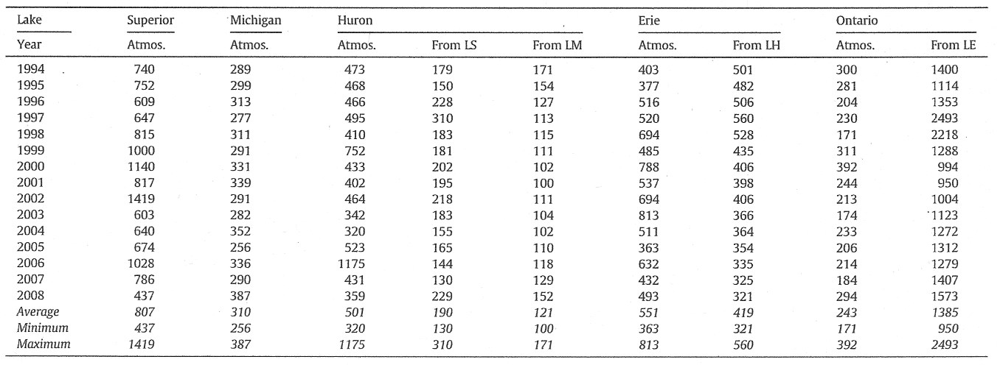 Lake Superior Michigan Huron Erie Ontario
Year Atmos. Atmos. Atmos. From LS From LM Atmos. From LH Atmos. From LE
1994 740 289 473 179 171 403 501 300 1400
1995 752 299 468 150 154 377 482 281 1114
1996 609 313 466 228 127 516 506 204 1353
1997 647 277 495 310 113 520 560 230 2493
1998 815 311 410 183 115 694 528 171 2218
1999 1000 291 752 181 111 485 435 311 1288
2000 1140 331 433 202 102 788 406 392 994
2001 817 339 402 195 100 537 398 244 950
2002 1419 291 464 218 111 694 406 213 1004
2003 603 282 342 183 104 813 366 174 1123
2004 640 352 320 155 102 511 364 233 1272
2005 674 256 523 165 110 363 354 206 1312
2006 1028 336 1175 144 118 632 335 214 1279
2007 786 290 431 130 129 432 325 184 1407
2008 437 387 359 229 152 493 321 294 1573
Average 807 310 501 190 121 551 419 243 1385
Minimum 437 256 320 130 100 363 321 171 950
Maximum 1419 387 1175 310 171 813 560 392 2493